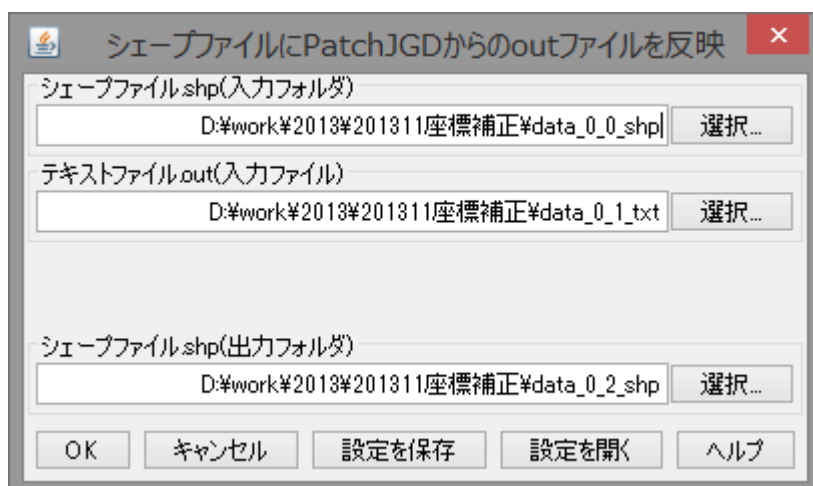 シェープファイルにPatchJGDからのoutファイルを反映
シェープファイル.shp(入力フォルダ)
D:¥work¥2013¥201311座標補正¥data_0_0_shp 選択...
テキストファイル.out(入力ファイル)
D:¥work¥2013¥201311座標補正¥data_0_1_txt 選択...
シェープファイル.shp(出力フォルダ)
D:¥work¥2013¥201311座標補正¥data_0_2_shp 選択...
OK キャンセル 設定を保存 設定を開く ヘルプ